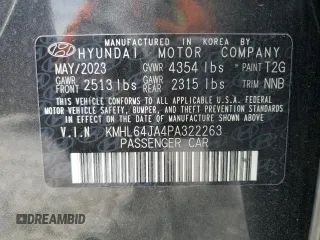 MANUFACTURED IN KOREA BY
HYUNDAI MOTOR COMPANY
MAY/2023 GVWR 4354 lbs PAINT T2G
GAWR FRONT 2513 lbs GAWR REAR 2315 lbs TRIM NNB
THIS VEHICLE CONFORMS TO ALL APPLICABLE U.S. FEDERAL
MOTOR VEHICLE SAFETY, BUMPER, AND THEFT PREVENTION
STANDARDS IN EFFECT ON THE DATE OF MANUFACTURE SHOWN ABOVE.
V.I.N KMHL64JA4PA322263
PASSENGER CAR
DREAMBID